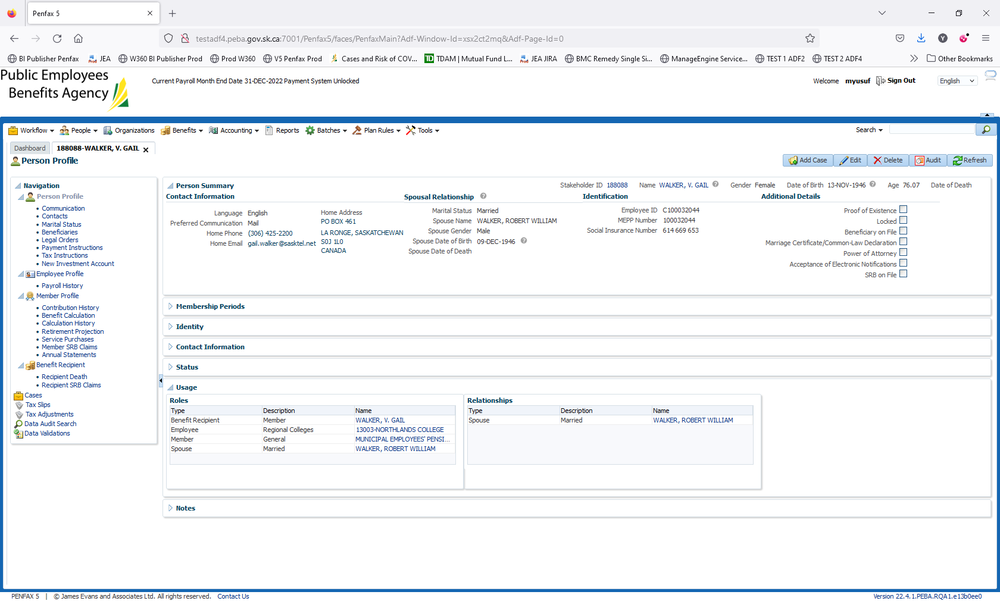 Penfax 5
testadf4.peba.gov.sk.ca:7001/Penfax5/faces/PenfaxMain?Adf-Window-Id=xsx2ct2mq&Adf-Page-Id=0
BI Publisher Penfax JEA W360 BI Publisher Prod Prod W360 V5 Penfax Prod Cases and Risk of COV... TDAM | Mutual Fund L... JEA JIRA BMC Remedy Single Si... ManageEngine Service... TEST 1 ADF2 TEST 2 ADF4 Other Bookmarks
Public Employees
Benefits Agency
Current Payroll Month End Date 31-DEC-2022 Payment System Unlocked
Welcome myusuf Sign Out English
Workflow People Organizations Benefits Accounting Reports Batches Plan Rules Tools Search
Dashboard 188088-WALKER, V. GAIL
Person Profile
Add Case Edit Delete Audit Refresh
Navigation
Person Profile
Communication
Contacts
Marital Status
Beneficiaries
Legal Orders
Payment Instructions
Tax Instructions
New Investment Account
Employee Profile
Payroll History
Member Profile
Contribution History
Benefit Calculation
Calculation History
Retirement Projection
Service Purchases
Member SRB Claims
Annual Statements
Benefit Recipient
Recipient Death
Recipient SRB Claims
Cases
Tax Slips
Tax Adjustments
Data Audit Search
Data Validations
Person Summary
Stakeholder ID 188088 Name WALKER, V. GAIL Gender Female Date of Birth 13-NOV-1946 Age 76.07 Date of Death
Contact Information
Language English
Preferred Communication Mail
Home Phone (306) 425-2200
Home Email gail.walker@sasktel.net
Home Address
PO BOX 461
LA RONGE, SASKATCHEWAN
S0J 1L0
CANADA
Spousal Relationship
Marital Status Married
Spouse Name WALKER, ROBERT WILLIAM
Spouse Gender Male
Spouse Date of Birth 09-DEC-1946
Spouse Date of Death
Identification
Employee ID C100032044
MEPP Number 100032044
Social Insurance Number 614 669 653
Additional Details
Proof of Existence
Locked
Beneficiary on File
Marriage Certificate/Common-Law Declaration
Power of Attorney
Acceptance of Electronic Notifications
SRB on File
Membership Periods
Identity
Contact Information
Status
Usage
Roles
Type Description Name
Benefit Recipient Member WALKER, V. GAIL
Employee Regional Colleges 13003-NORTHLANDS COLLEGE
Member General MUNICIPAL EMPLOYEES' PENSI...
Spouse Married WALKER, ROBERT WILLIAM
Relationships
Type Description Name
Spouse Married WALKER, ROBERT WILLIAM
Notes
PENFAX 5 | © James Evans and Associates Ltd. All rights reserved. Contact Us
Version 22.4.1.PEBA.RQA1.e13b0ee0